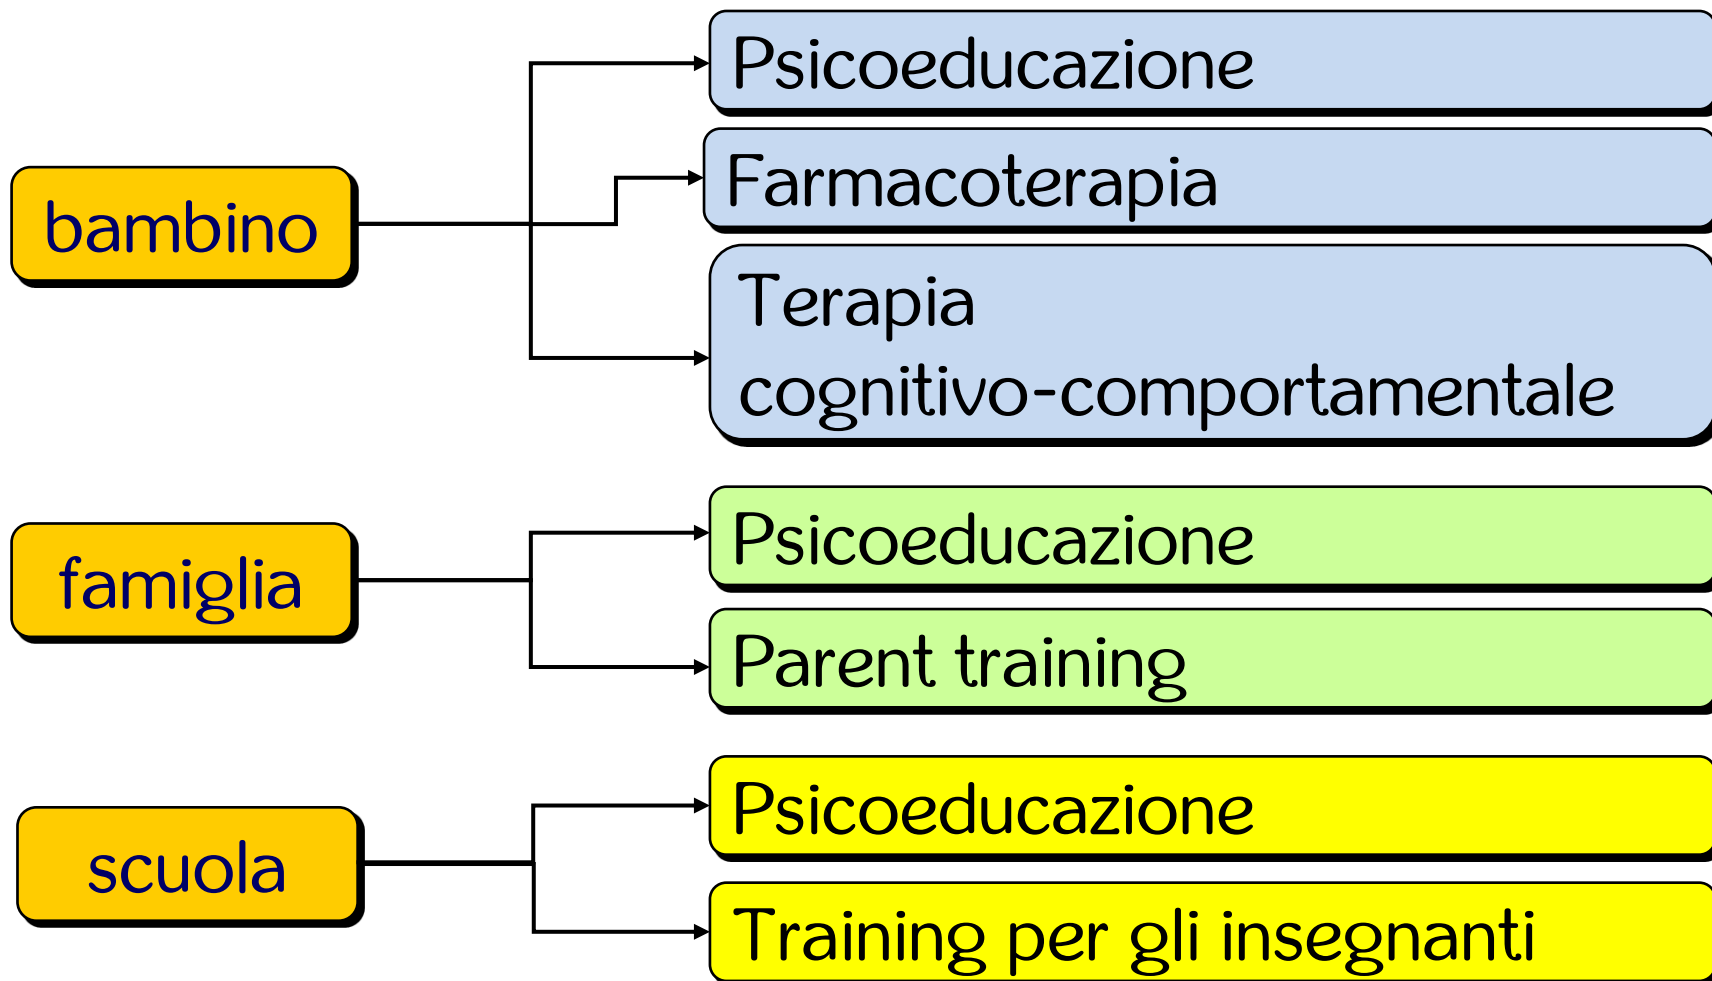 bambino
Psicoeducazione
Farmacoterapia
Terapia
cognitivo-comportamentale
famiglia
Psicoeducazione
Parent training
scuola
Psicoeducazione
Training per gli insegnanti